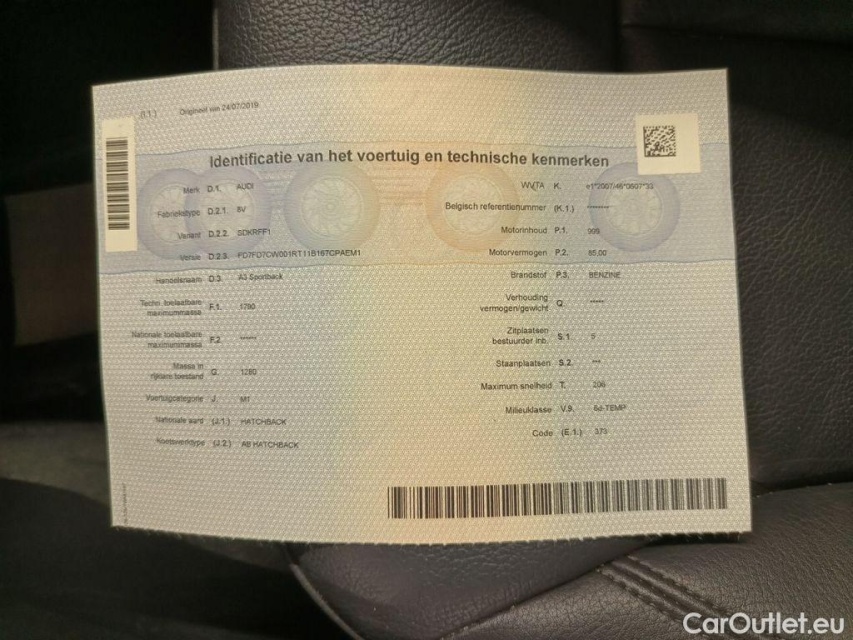 (I.1.) Origineel van 24/07/2019
Identificatie van het voertuig en technische kenmerken
Merk D.1. AUDI
Fabriekstype D.2.1 8V
Variant D.2.2. SDKRFF1
Versie D.2.3. FD7FD7CW001RT11B167CPAEM1
Handelsnaam D.3. A3 Sportback
Techn. toelaatbare
maximummassa F.1. 1780
Nationale toelaatbare
maximummassa F.2. ******
Massa in
rijklare toestand G. 1280
Voertuigcategorie J. M1
Nationale aard (J.1.) HATCHBACK
Koetswerktype (J.2.) AB HATCHBACK
WVTA K. e1*2007/46*0607*33
Belgisch referentienummer (K.1.) ********
Motorinhoud P.1. 999
Motorvermogen P.2. 85.00
Brandstof P.3. BENZINE
Verhouding
vermogen/gewicht Q. *****
Zitplaatsen
bestuurder inb. S.1. 5
Staanplaatsen S.2. ***
Maximum snelheid T. 206
Milieuklasse V.9. 6d-TEMP
Code (E.1.) 373
CarOutlet.eu